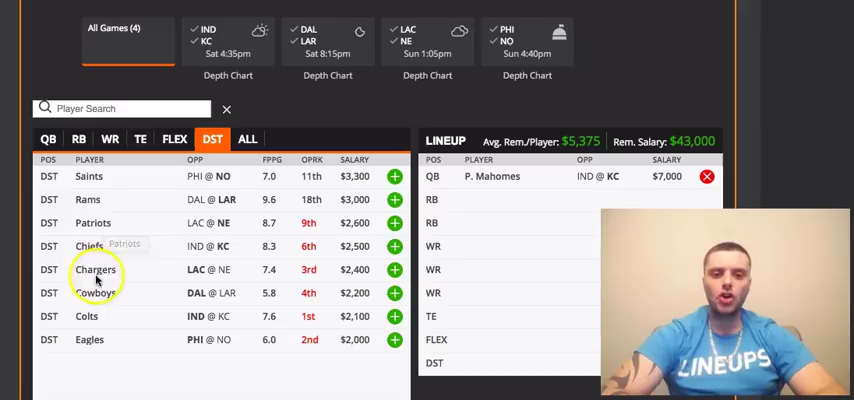 All Games (4)
IND
KC
Sat 4:35pm
Depth Chart
DAL
LAR
Sat 8:15pm
Depth Chart
LAC
NE
Sun 1:05pm
Depth Chart
PHI
NO
Sun 4:40pm
Depth Chart
Player Search
QB RB WR TE FLEX DST ALL
POS PLAYER OPP FPPG OPRK SALARY
DST Saints PHI @ NO 7.0 11th $3,300
DST Rams DAL @ LAR 9.6 18th $3,000
DST Patriots LAC @ NE 8.7 9th $2,600
DST Chiefs IND @ KC 8.3 6th $2,500
Patriots
DST Chargers LAC @ NE 7.4 3rd $2,400
DST Cowboys DAL @ LAR 5.8 4th $2,200
DST Colts IND @ KC 7.6 1st $2,100
DST Eagles PHI @ NO 6.0 2nd $2,000
LINEUP Avg. Rem./Player: $5,375 Rem. Salary: $43,000
POS PLAYER OPP SALARY
QB P. Mahomes IND @ KC $7,000
RB
RB
WR
WR
WR
TE
FLEX
DST
LINEUPS